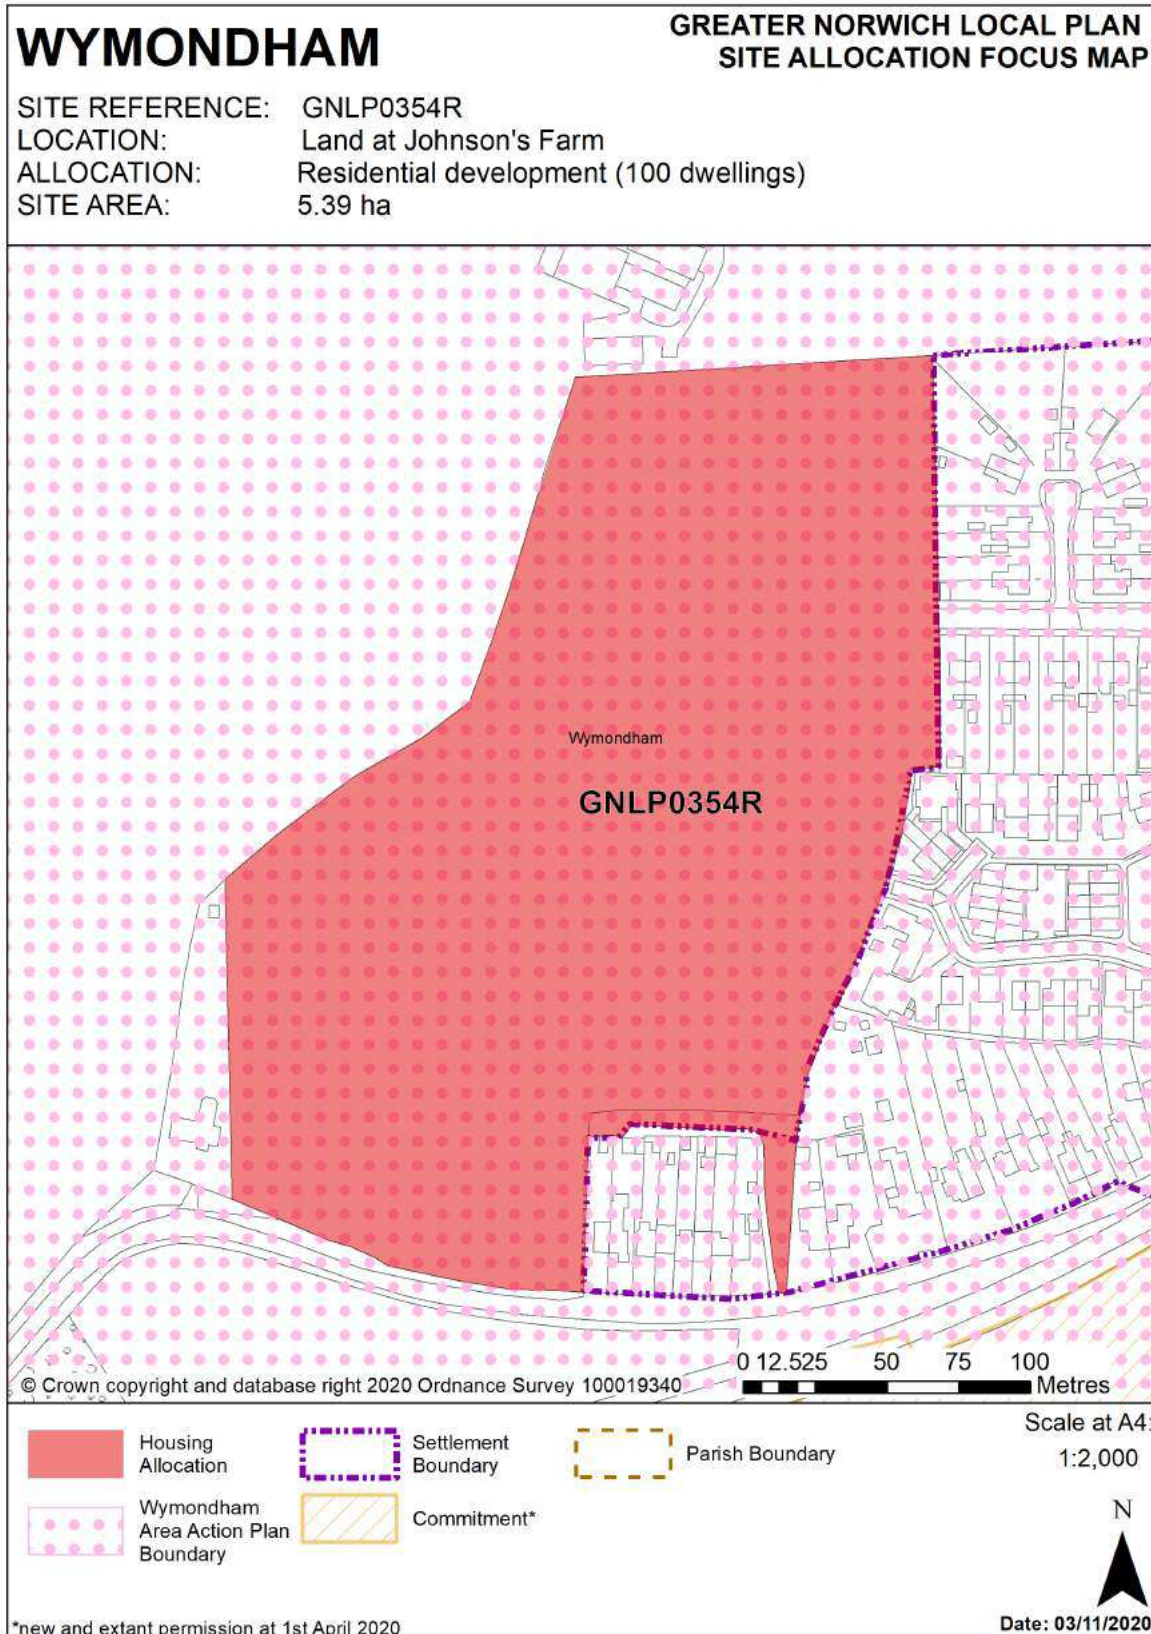 WYMONDHAM
GREATER NORWICH LOCAL PLAN
SITE ALLOCATION FOCUS MAP
SITE REFERENCE: GNLP0354R
LOCATION: Land at Johnson's Farm
ALLOCATION: Residential development (100 dwellings)
SITE AREA: 5.39 ha
Wymondham
GNLP0354R
0 12.525 50 75 100
Metres
© Crown copyright and database right 2020 Ordnance Survey 100019340
Housing
Allocation
Settlement
Boundary
Parish Boundary
Scale at A4:
1:2,000
Wymondham
Area Action Plan
Boundary
Commitment*
N
*new and extant permission at 1st April 2020
Date: 03/11/2020